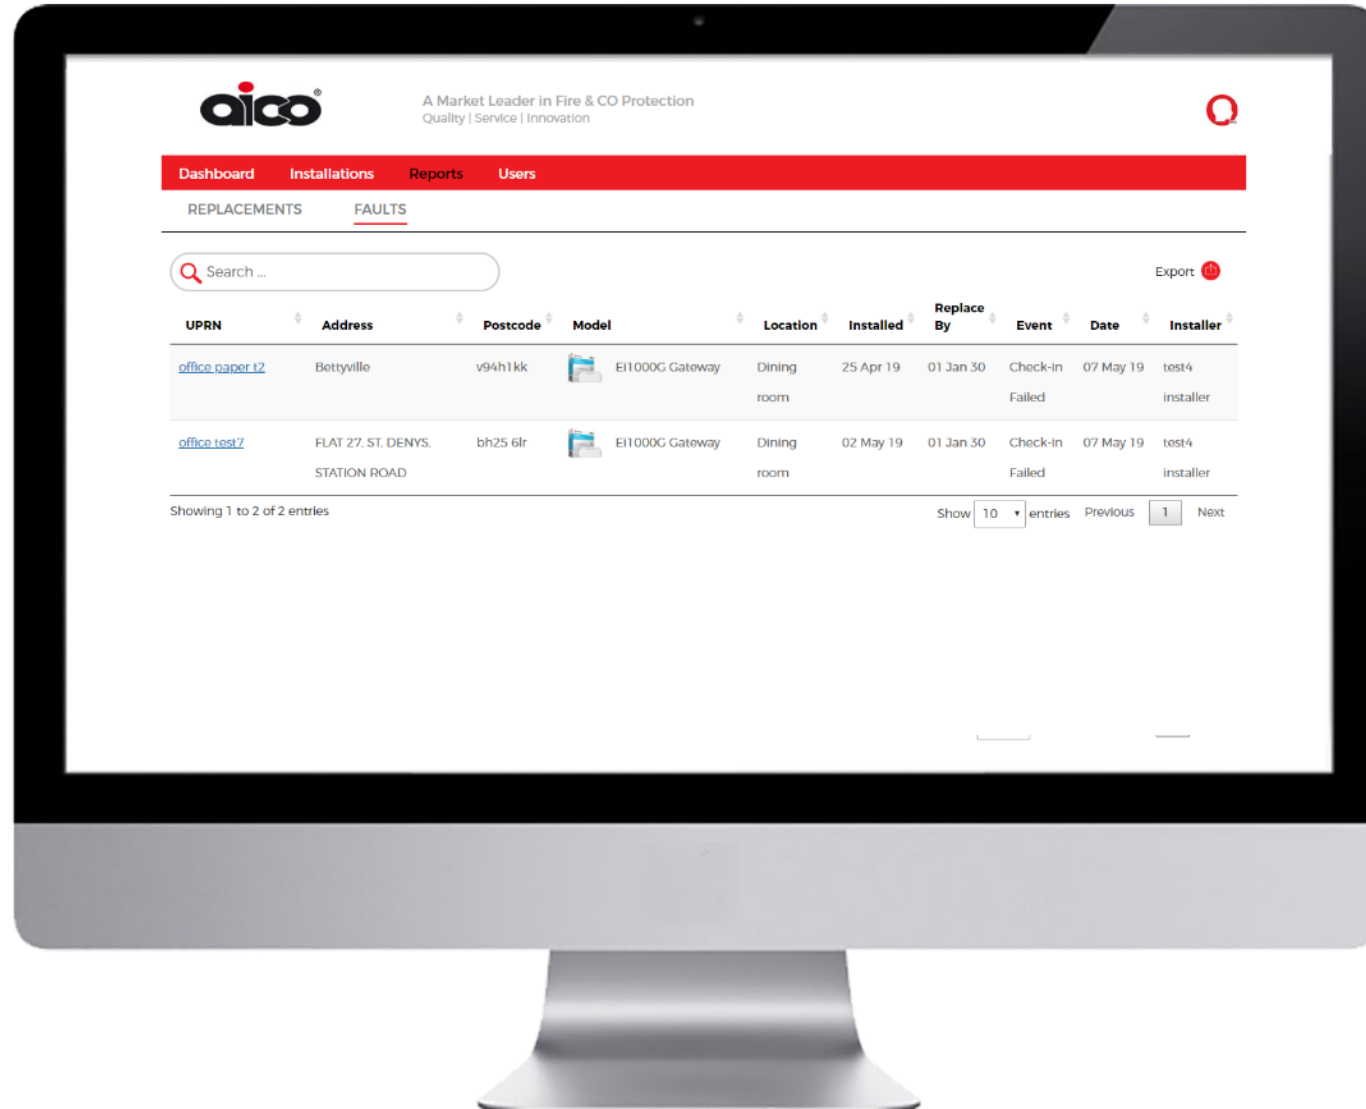 aico®
A Market Leader in Fire & CO Protection
Quality | Service | Innovation
Dashboard Installations Reports Users
REPLACEMENTS FAULTS
Search ...
Export
UPRN Address Postcode Model Location Installed Replace By Event Date Installer
office paper t2 Bettyville v94h1kk Ei1000G Gateway Dining room 25 Apr 19 01 Jan 30 Check-in Failed 07 May 19 test4 installer
office test7 FLAT 27, ST. DENYS, STATION ROAD bh25 6lr Ei1000G Gateway Dining room 02 May 19 01 Jan 30 Check-in Failed 07 May 19 test4 installer
Showing 1 to 2 of 2 entries
Show 10 entries Previous 1 Next